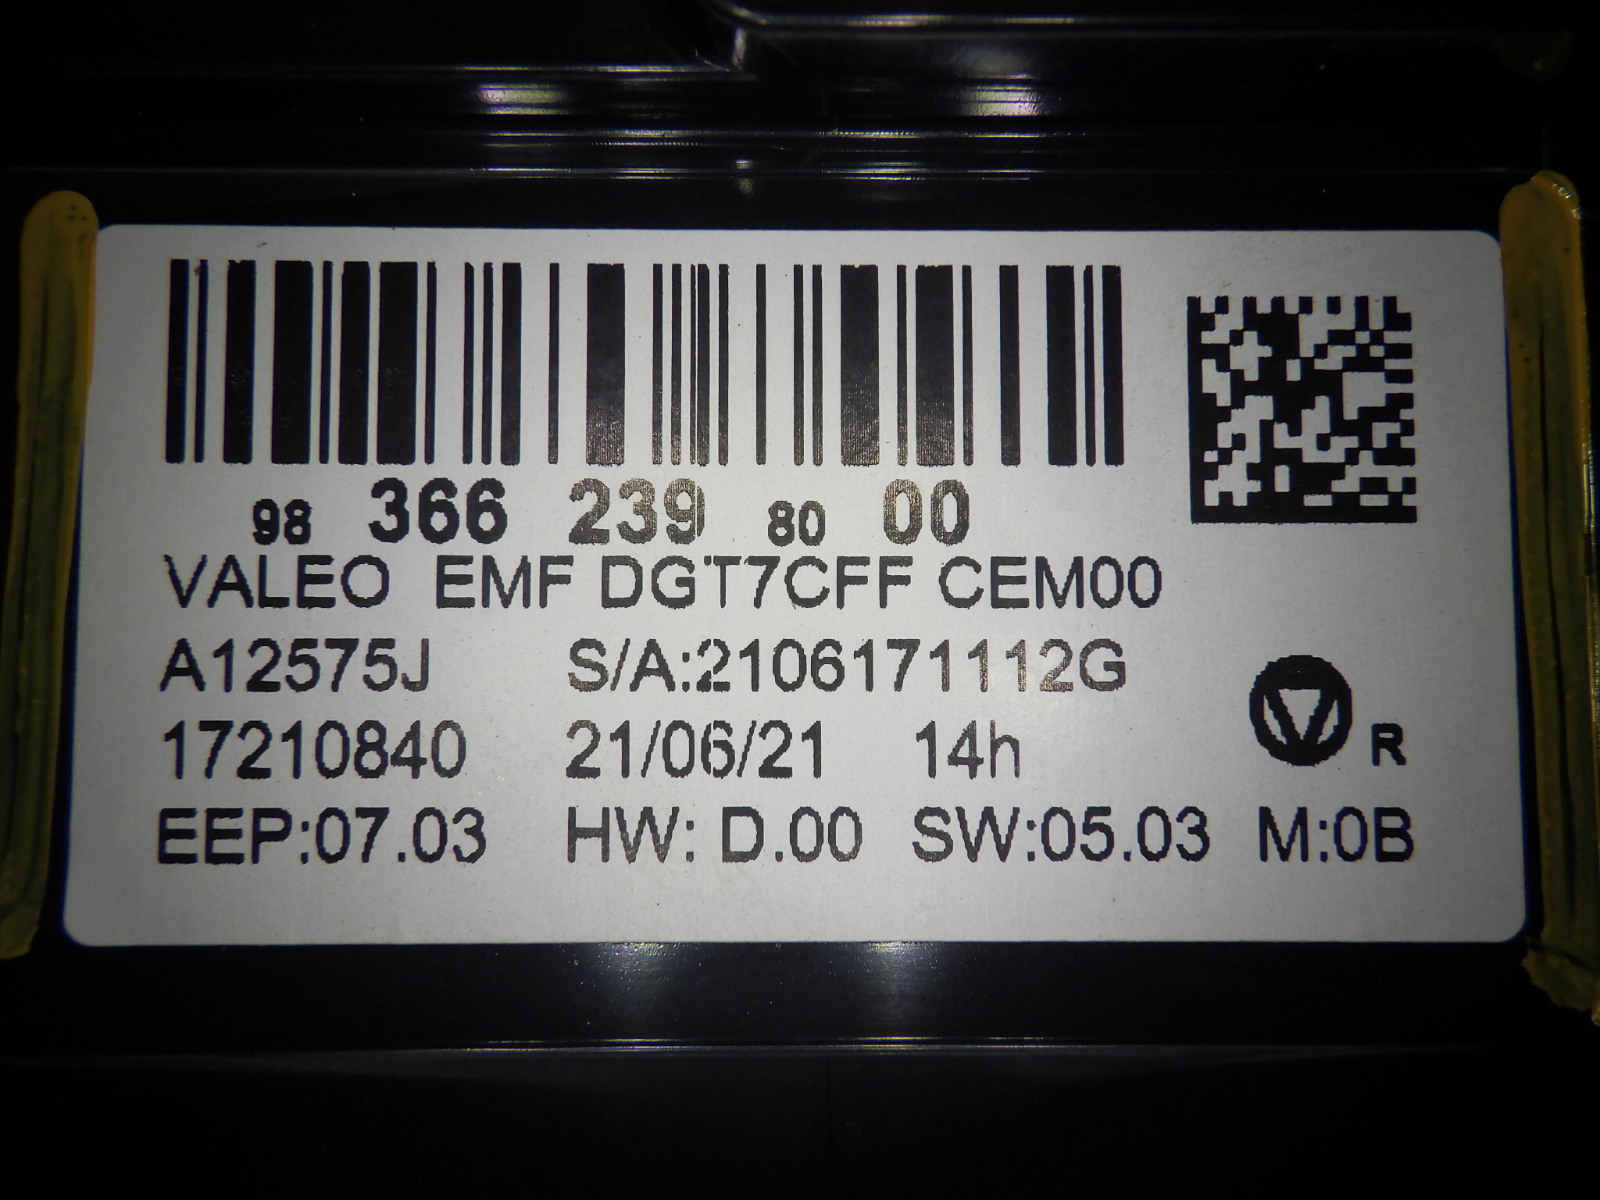 98 366 239 80 00
VALEO EMF DGT7CFF CEM00
A12575J S/A:2106171112G
17210840 21/06/21 14h R
EEP:07.03 HW: D.00 SW:05.03 M:0B